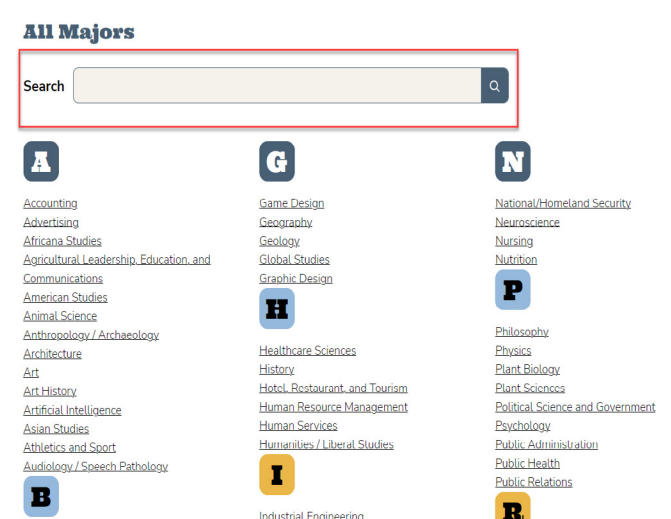 All Majors
Search
A
Accounting
Advertising
Africana Studies
Agricultural Leadership, Education, and
Communications
American Studies
Animal Science
Anthropology / Archaeology
Architecture
Art
Art History
Artificial Intelligence
Asian Studies
Athletics and Sport
Audiology / Speech Pathology
B
G
Game Design
Geography
Geology
Global Studies
Graphic Design
H
Healthcare Sciences
History
Hotel, Restaurant, and Tourism
Human Resource Management
Human Services
Humanities / Liberal Studies
I
Industrial Engineering
N
National/Homeland Security
Neuroscience
Nursing
Nutrition
P
Philosophy
Physics
Plant Biology
Plant Sciences
Political Science and Government
Psychology
Public Administration
Public Health
Public Relations
R